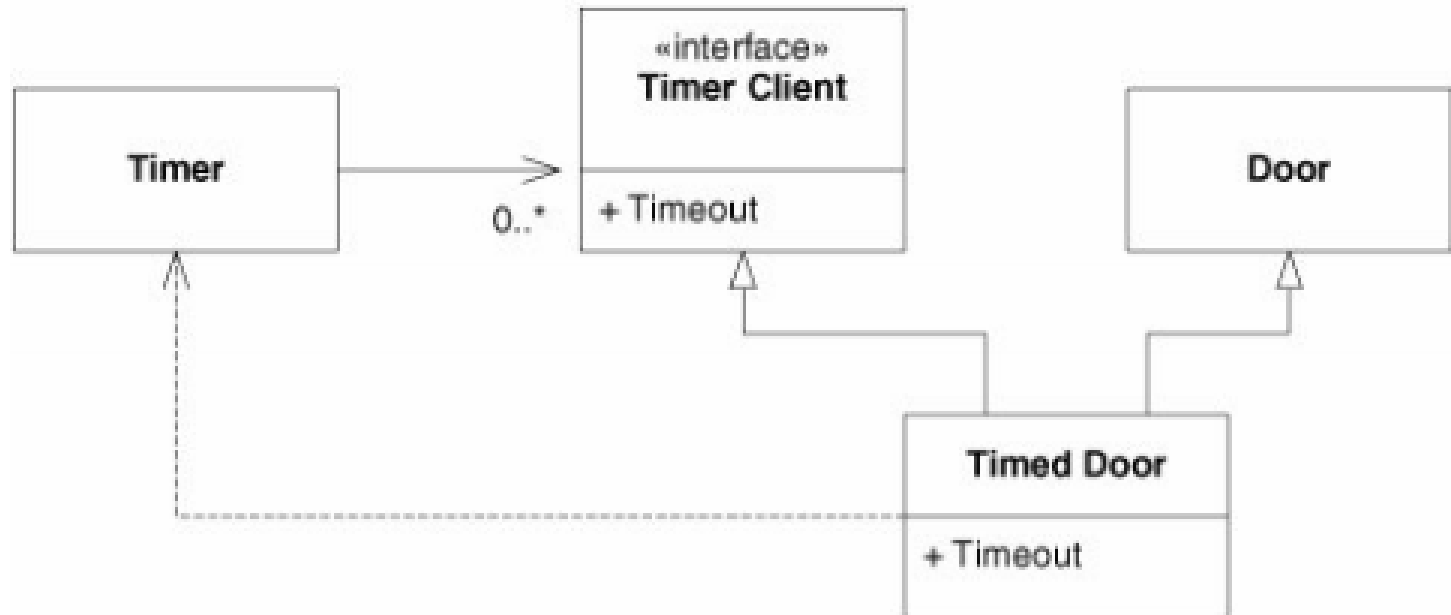 «interface»
Timer Client
Timer
Door
0..*
+ Timeout
Timed Door
+ Timeout